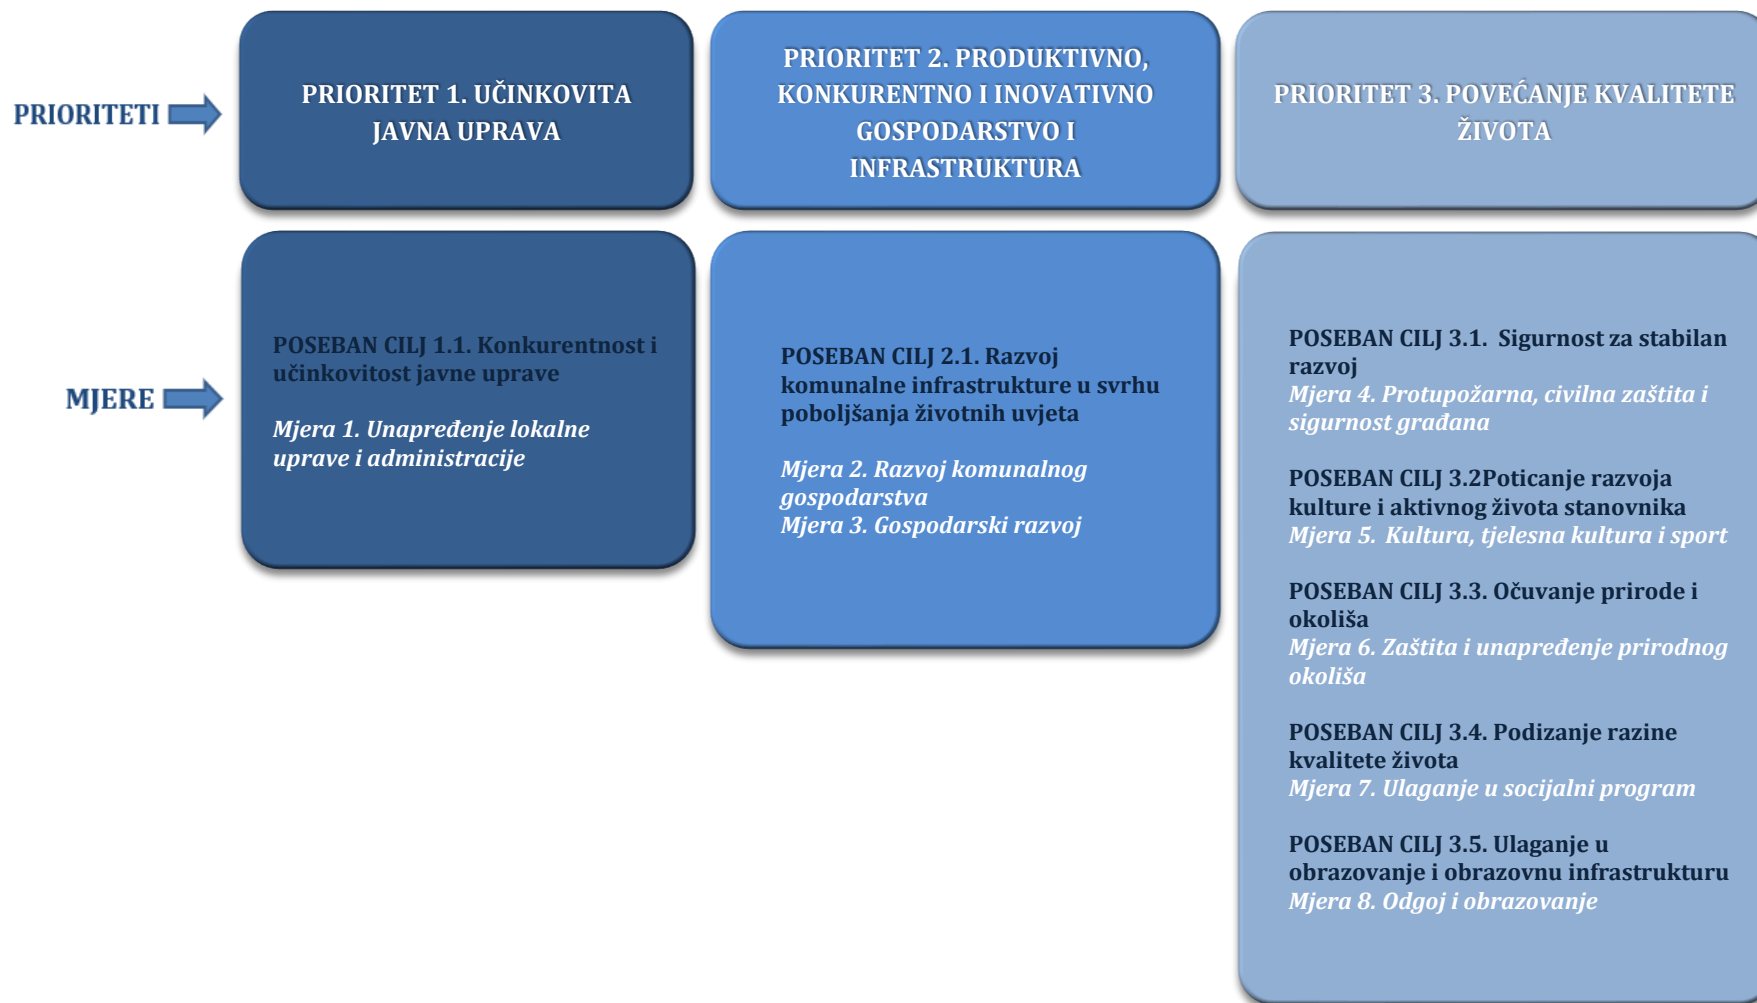 PRIORITETI
PRIORITET 1. UČINKOVITA
JAVNA UPRAVA
PRIORITET 2. PRODUKTIVNO,
KONKURENTNO I INOVATIVNO
GOSPODARSTVO I
INFRASTRUKTURA
PRIORITET 3. POVEĆANJE KVALITETE
ŽIVOTA
MJERE
POSEBAN CILJ 1.1. Konkurentnost i
učinkovitost javne uprave
Mjera 1. Unapređenje lokalne
uprave i administracije
POSEBAN CILJ 2.1. Razvoj
komunalne infrastrukture u svrhu
poboljšanja životnih uvjeta
Mjera 2. Razvoj komunalnog
gospodarstva
Mjera 3. Gospodarski razvoj
POSEBAN CILJ 3.1. Sigurnost za stabilan
razvoj
Mjera 4. Protupožarna, civilna zaštita i
sigurnost građana
POSEBAN CILJ 3.2Poticanje razvoja
kulture i aktivnog života stanovnika
Mjera 5. Kultura, tjelesna kultura i sport
POSEBAN CILJ 3.3. Očuvanje prirode i
okoliša
Mjera 6. Zaštita i unapređenje prirodnog
okoliša
POSEBAN CILJ 3.4. Podizanje razine
kvalitete života
Mjera 7. Ulaganje u socijalni program
POSEBAN CILJ 3.5. Ulaganje u
obrazovanje i obrazovnu infrastrukturu
Mjera 8. Odgoj i obrazovanje